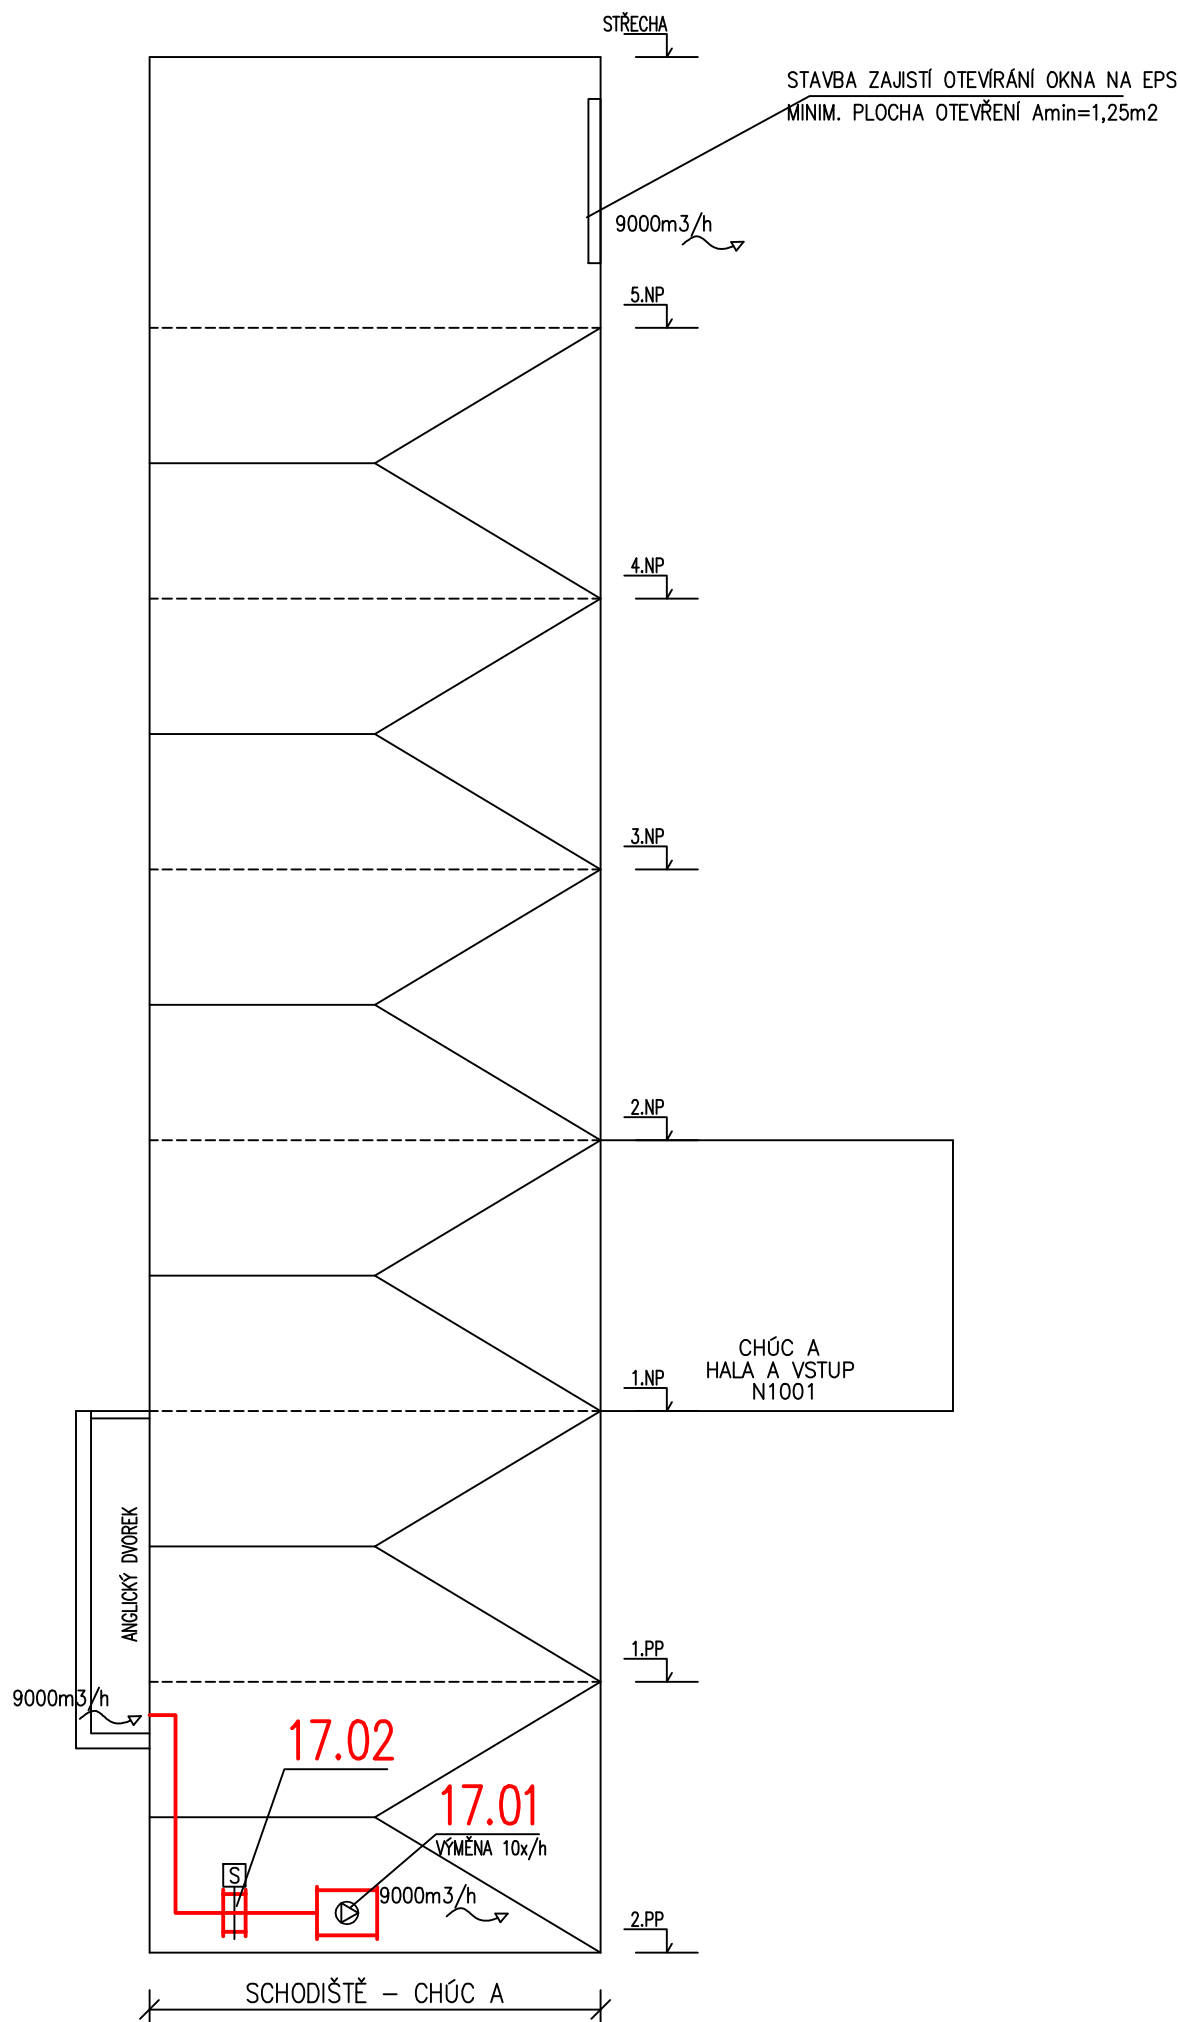 STŘECHA
STAVBA ZAJISTÍ OTEVÍRÁNÍ OKNA NA EPS
MINIM. PLOCHA OTEVŘENÍ Amin=1,25m2
9000m3/h
5.NP
4.NP
3.NP
2.NP
CHÚC A
HALA A VSTUP
N1001
1.NP
ANGLICKÝ DVOREK
1.PP
9000m3/h
17.02
17.01
VÝMĚNA 10x/h
S
9000m3/h
2.PP
SCHODIŠTĚ – CHÚC A